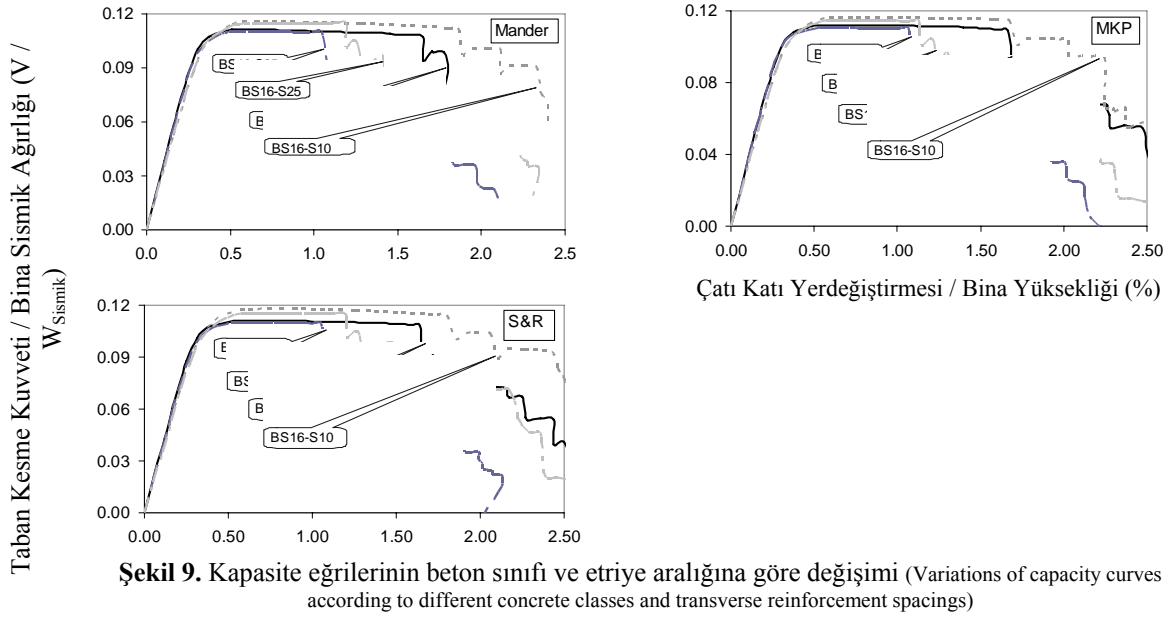 Taban Kesme Kuvveti / Bina Sismik Ağırlığı (V /
W_Sismik)
0.12
0.09
0.06
0.03
0.00
Mander
BS
BS16-S25
B
BS16-S10
0.0
0.50
1.0
1.50
2.0
2.5
0.12
0.08
0.04
0.00
MKP
B
B
BS1
BS16-S10
0.00
0.50
1.00
1.50
2.00
2.50
Çatı Katı Yerdeğiştirmesi / Bina Yüksekliği (%)
0.12
0.09
0.06
0.03
0.00
S&R
B
BS
B
BS16-S10
0.00
0.50
1.00
1.50
2.00
2.50
Şekil 9. Kapasite eğrilerinin beton sınıfı ve etriye aralığına göre değişimi (Variations of capacity curves
according to different concrete classes and transverse reinforcement spacings)